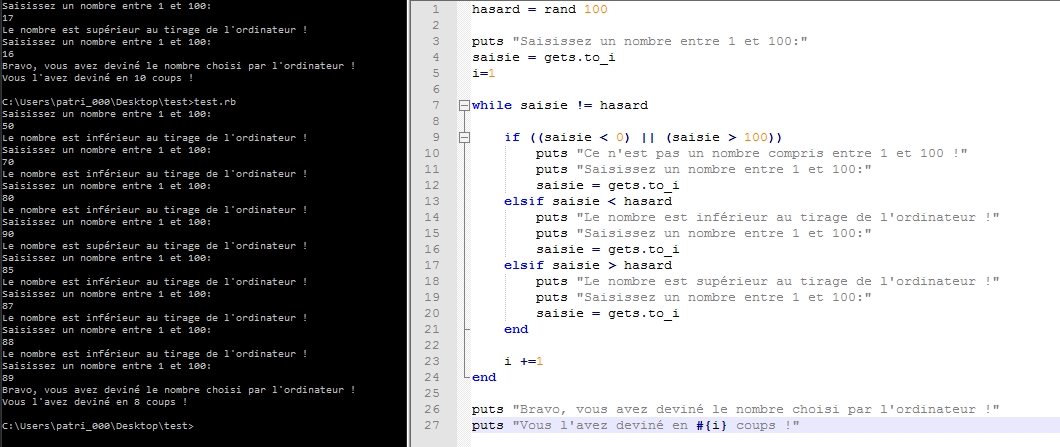 Saisissez un nombre entre 1 et 100:
17
Le nombre est supérieur au tirage de l'ordinateur !
Saisissez un nombre entre 1 et 100:
16
Bravo, vous avez deviné le nombre choisi par l'ordinateur !
Vous l'avez deviné en 10 coups !
C:\Users\patri_000\Desktop\test>test.rb
Saisissez un nombre entre 1 et 100:
50
Le nombre est inférieur au tirage de l'ordinateur !
Saisissez un nombre entre 1 et 100:
70
Le nombre est inférieur au tirage de l'ordinateur !
Saisissez un nombre entre 1 et 100:
80
Le nombre est inférieur au tirage de l'ordinateur !
Saisissez un nombre entre 1 et 100:
90
Le nombre est supérieur au tirage de l'ordinateur !
Saisissez un nombre entre 1 et 100:
85
Le nombre est inférieur au tirage de l'ordinateur !
Saisissez un nombre entre 1 et 100:
87
Le nombre est inférieur au tirage de l'ordinateur !
Saisissez un nombre entre 1 et 100:
88
Le nombre est inférieur au tirage de l'ordinateur !
Saisissez un nombre entre 1 et 100:
89
Bravo, vous avez deviné le nombre choisi par l'ordinateur !
Vous l'avez deviné en 8 coups !
C:\Users\patri_000\Desktop\test>
1 hasard = rand 100
2
3 puts "Saisissez un nombre entre 1 et 100:"
4 saisie = gets.to_i
5 i=1
6
7 while saisie != hasard
8
9 if ((saisie < 0) || (saisie > 100))
10 puts "Ce n'est pas un nombre compris entre 1 et 100 !"
11 puts "Saisissez un nombre entre 1 et 100:"
12 saisie = gets.to_i
13 elsif saisie < hasard
14 puts "Le nombre est inférieur au tirage de l'ordinateur !"
15 puts "Saisissez un nombre entre 1 et 100:"
16 saisie = gets.to_i
17 elsif saisie > hasard
18 puts "Le nombre est supérieur au tirage de l'ordinateur !"
19 puts "Saisissez un nombre entre 1 et 100:"
20 saisie = gets.to_i
21 end
22
23 i +=1
24 end
25
26 puts "Bravo, vous avez deviné le nombre choisi par l'ordinateur !"
27 puts "Vous l'avez deviné en #{i} coups !"